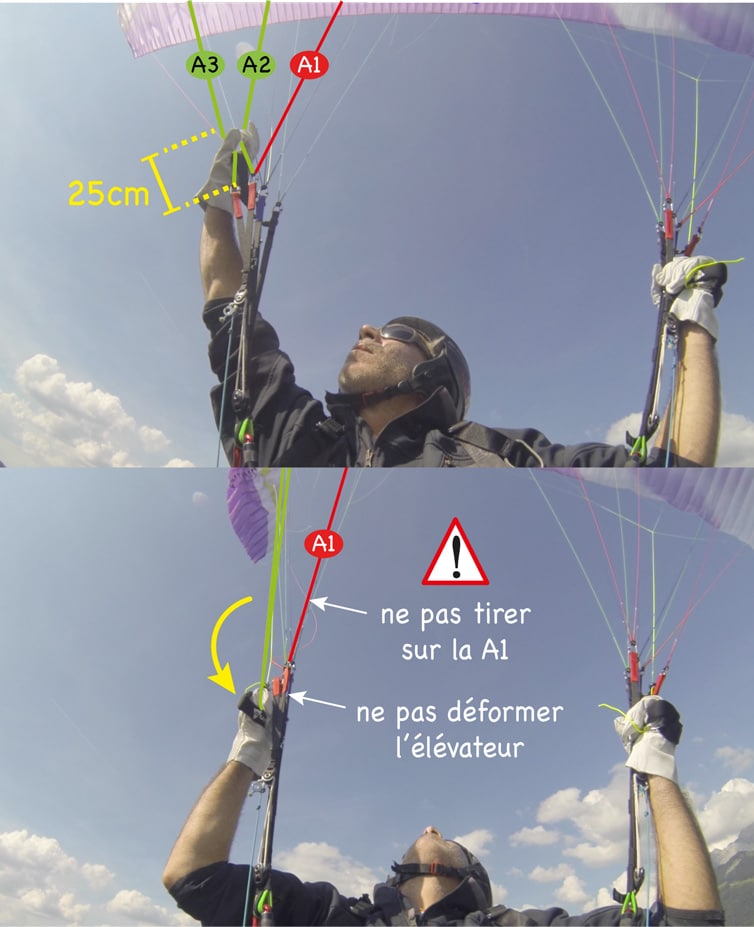 A3 A2 A1
25cm
A1
!
ne pas tirer
sur la A1
ne pas déformer
l'élévateur